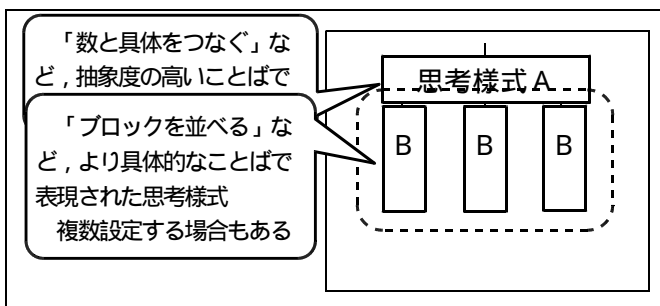 「数と具体をつなぐ」な
ど，抽象度の高いことばで
「ブロックを並べる」な
ど，より具体的なことばで
表現された思考様式
複数設定する場合もある
思考様式 A
B B B